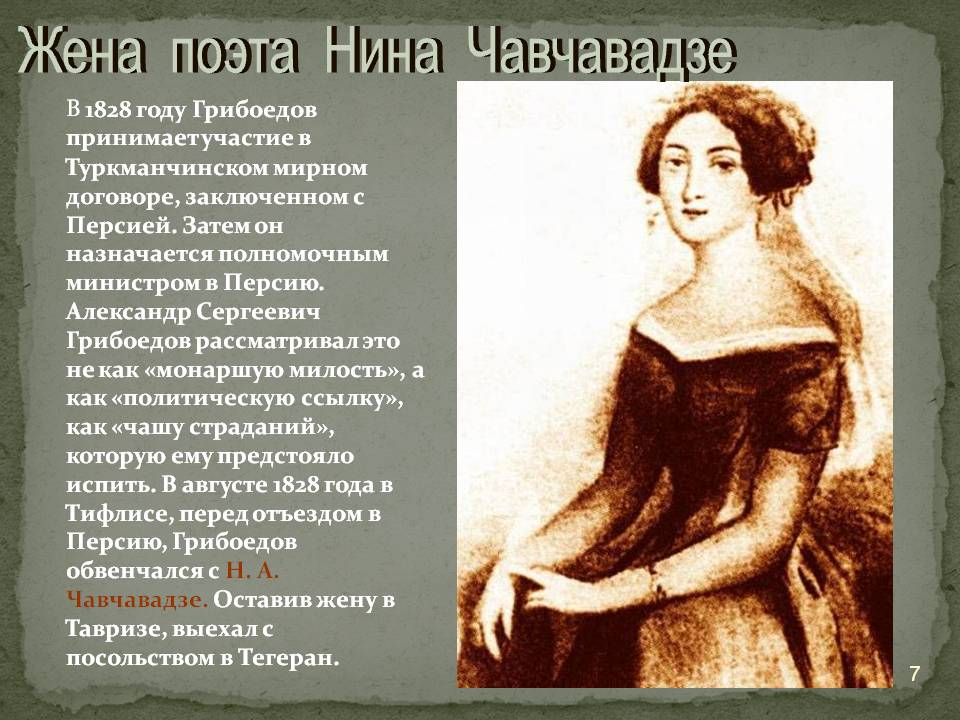 Жена поэта Нина Чавчавадзе
В 1828 году Грибоедов
принимает участие в
Туркманчинском мирном
договоре, заключенном с
Персией. Затем он
назначается полномочным
министром в Персию.
Александр Сергеевич
Грибоедов рассматривал это
не как «монаршую милость», а
как «политическую ссылку»,
как «чашу страданий»,
которую ему предстояло
испить. В августе 1828 года в
Тифлисе, перед отъездом в
Персию, Грибоедов
обвенчался с Н. А.
Чавчавадзе. Оставив жену в
Тавризе, выехал с
посольством в Тегеран.
7